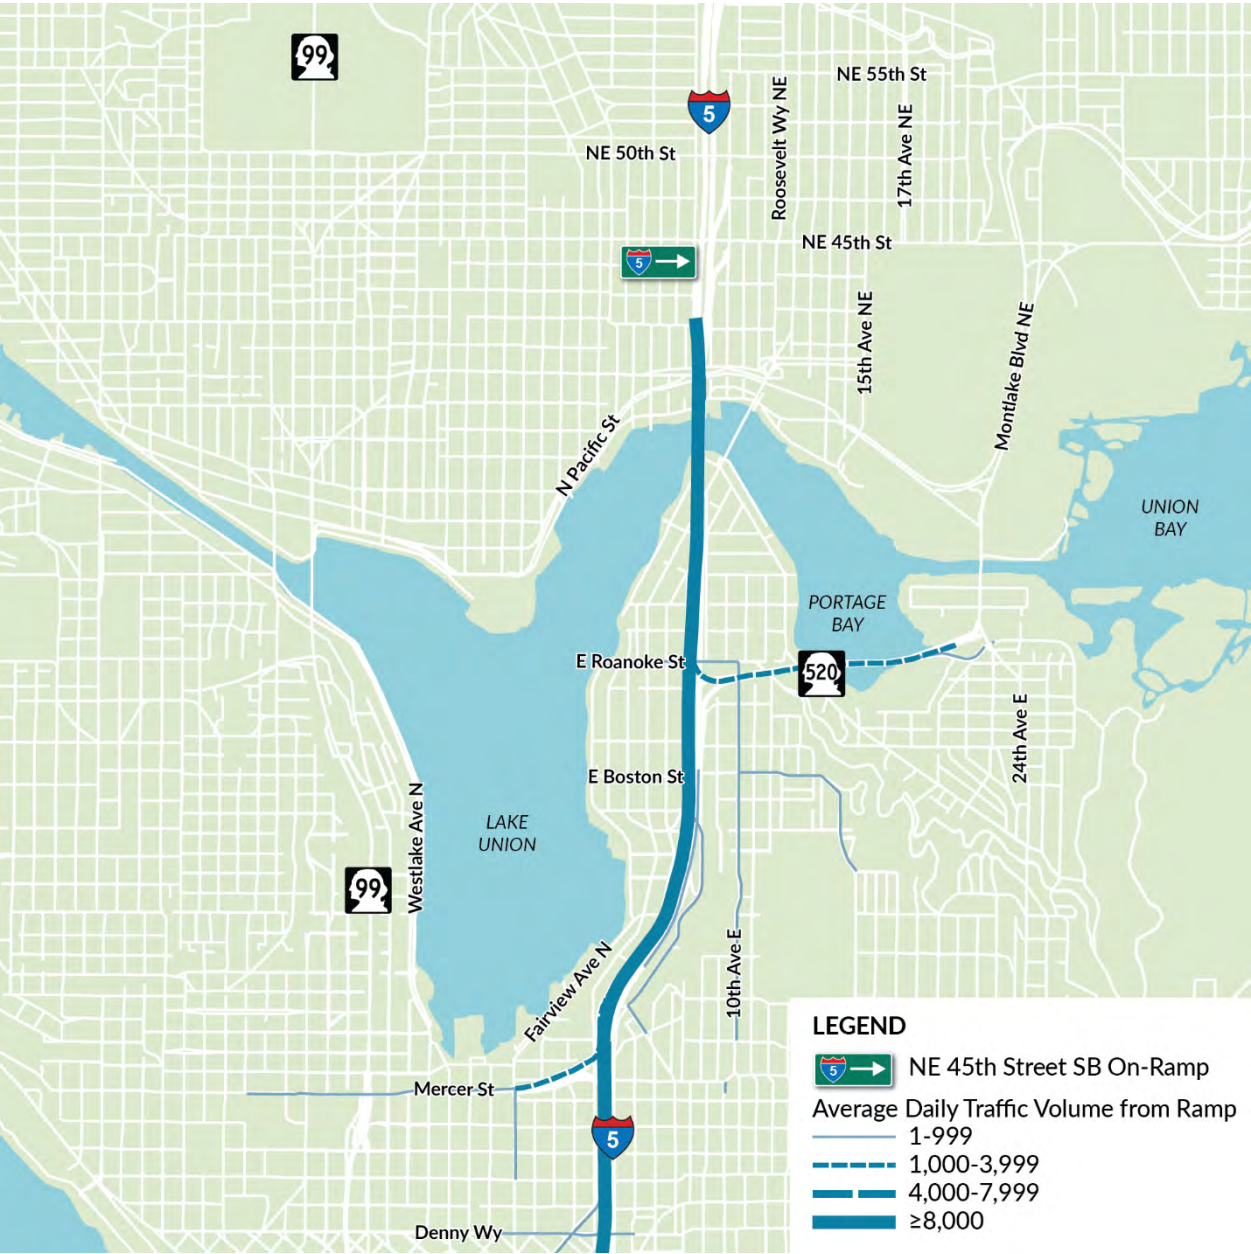 99
NE 55th St
5
Roosevelt Wy NE
17th Ave NE
NE 50th St
NE 45th St
5
15th Ave NE
Montlake Blvd NE
N Pacific St
UNION
BAY
PORTAGE
BAY
E Roanoke St
520
24th Ave E
E Boston St
Westlake Ave N
LAKE
UNION
99
Fairview Ave N
10th Ave E
Mercer St
5
Denny Wy
LEGEND
5 NE 45th Street SB On-Ramp
Average Daily Traffic Volume from Ramp
1-999
1,000-3,999
4,000-7,999
≥8,000